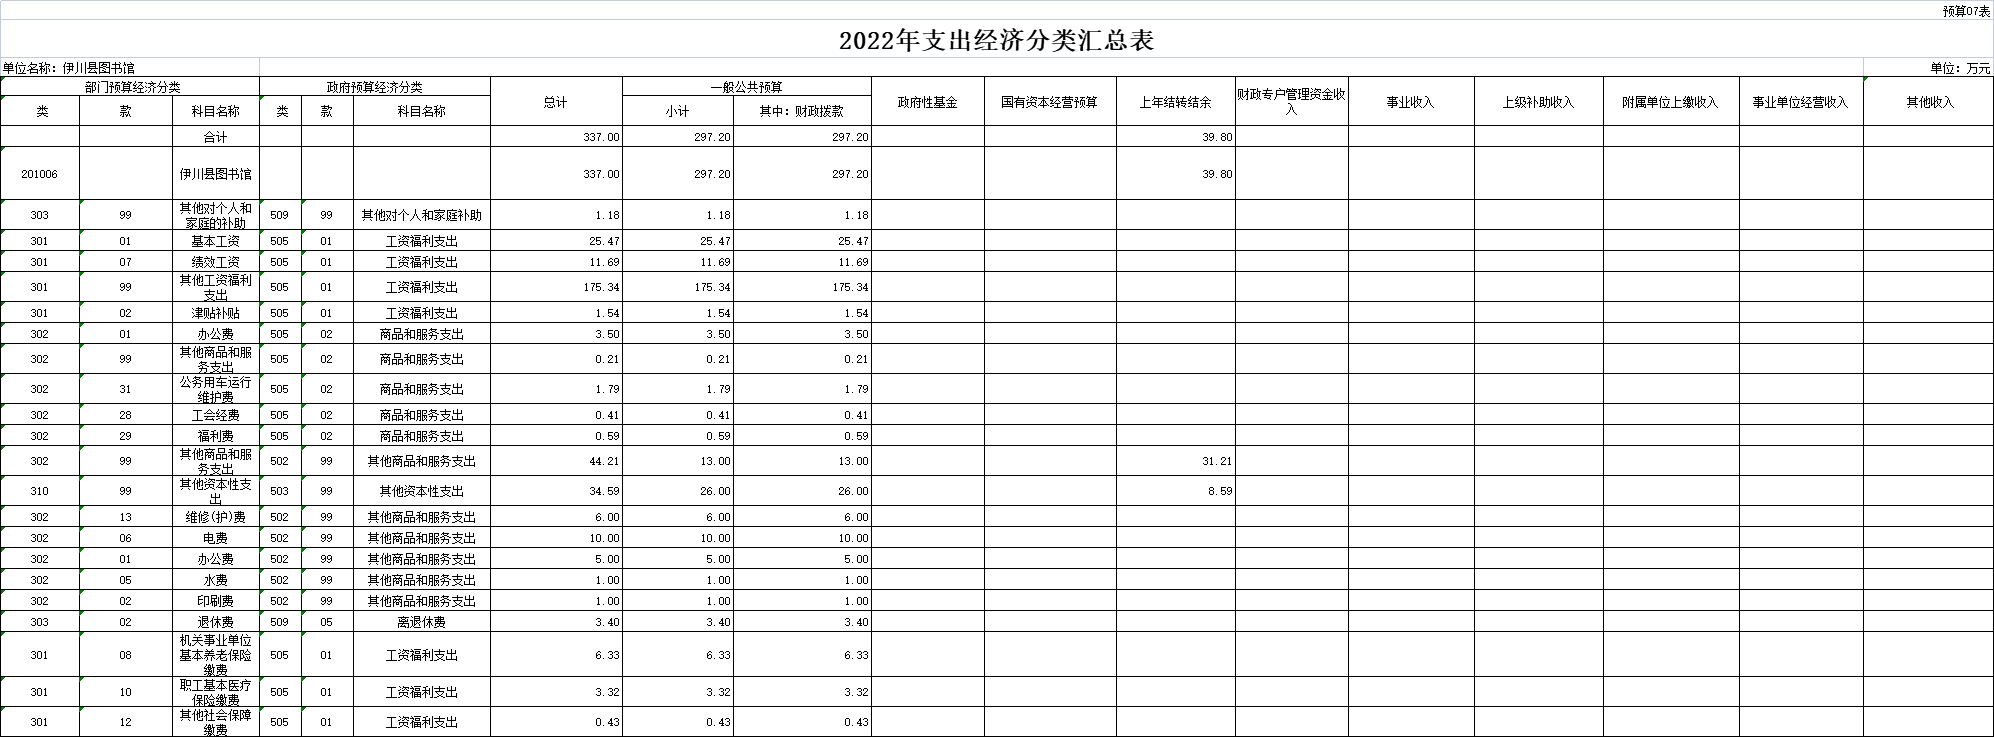 预算07表
2022年支出经济分类汇总表
单位名称：伊川县图书馆 单位：万元
部门预算经济分类 政府预算经济分类 总计 一般公共预算 政府性基金 国有资本经营预算 上年结转结余 财政专户管理资金收入 事业收入 上级补助收入 附属单位上缴收入 事业单位经营收入 其他收入
类 款 科目名称 类 款 科目名称 小计 其中：财政拨款
合计 337.00 297.20 297.20 39.80
201006 伊川县图书馆 337.00 297.20 297.20 39.80
303 99 其他对个人和家庭的补助 509 99 其他对个人和家庭补助 1.18 1.18 1.18
301 01 基本工资 505 01 工资福利支出 25.47 25.47 25.47
301 07 绩效工资 505 01 工资福利支出 11.69 11.69 11.69
301 99 其他工资福利支出 505 01 工资福利支出 175.34 175.34 175.34
301 02 津贴补贴 505 01 工资福利支出 1.54 1.54 1.54
302 01 办公费 505 02 商品和服务支出 3.50 3.50 3.50
302 99 其他商品和服务支出 505 02 商品和服务支出 0.21 0.21 0.21
302 31 公务用车运行维护费 505 02 商品和服务支出 1.79 1.79 1.79
302 28 工会经费 505 02 商品和服务支出 0.41 0.41 0.41
302 29 福利费 505 02 商品和服务支出 0.59 0.59 0.59
302 99 其他商品和服务支出 502 99 其他商品和服务支出 44.21 13.00 13.00 31.21
310 99 其他资本性支出 503 99 其他资本性支出 34.59 26.00 26.00 8.59
302 13 维修(护)费 502 99 其他商品和服务支出 6.00 6.00 6.00
302 06 电费 502 99 其他商品和服务支出 10.00 10.00 10.00
302 01 办公费 502 99 其他商品和服务支出 5.00 5.00 5.00
302 05 水费 502 99 其他商品和服务支出 1.00 1.00 1.00
302 02 印刷费 502 99 其他商品和服务支出 1.00 1.00 1.00
303 02 退休费 509 05 离退休费 3.40 3.40 3.40
301 08 机关事业单位基本养老保险缴费 505 01 工资福利支出 6.33 6.33 6.33
301 10 职工基本医疗保险缴费 505 01 工资福利支出 3.32 3.32 3.32
301 12 其他社会保障缴费 505 01 工资福利支出 0.43 0.43 0.43